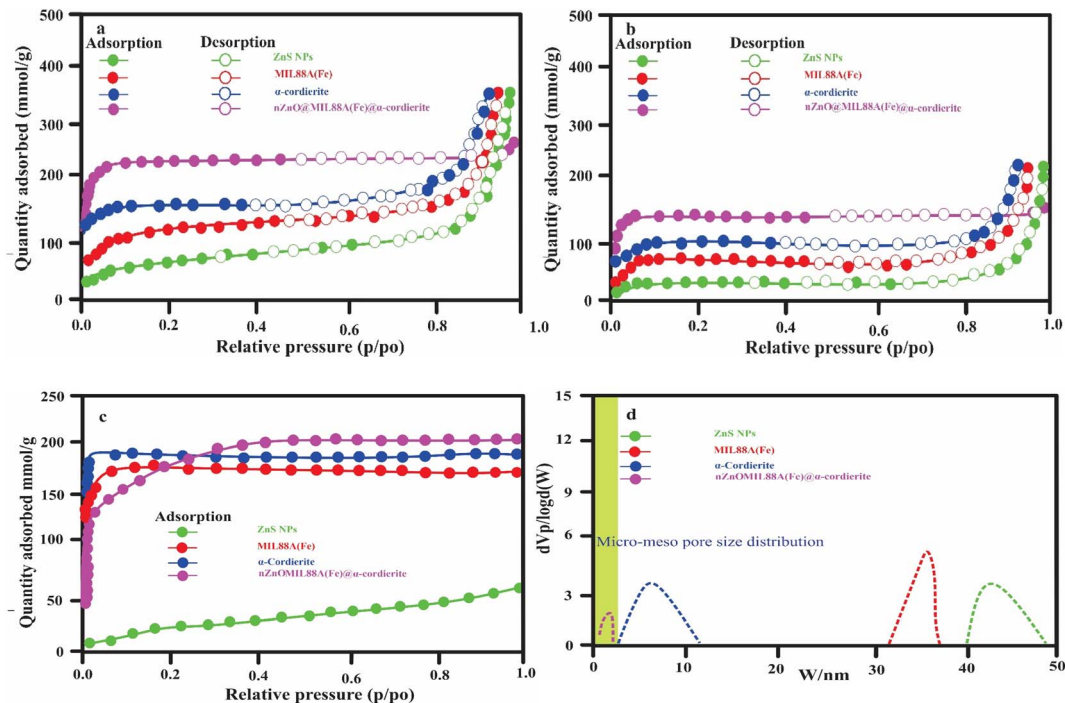 a
Adsorption Desorption
ZnS NPs
MIL88A(Fe)
α-cordierite
nZnO@MIL88A(Fe)@α-cordierite
Quantity adsorbed (mmol/g)
500
400
300
200
100
0
0.0 0.2 0.4 0.6 0.8 1.0
Relative pressure (p/po)
b
Adsorption Desorption
ZnS NPs
MIL88A(Fe)
α-cordierite
nZnO@MIL88A(Fe)@α-cordierite
Quantity adsorbed (mmol/g)
500
400
300
200
100
0
0.0 0.2 0.4 0.6 0.8 1.0
Relative pressure (p/po)
c
Adsorption
ZnS NPs
MIL88A(Fe)
α-Cordierite
nZnOMIL88A(Fe)@α-cordierite
Quantity adsorbed mmol/g
250
200
150
100
50
0
0.0 0.2 0.4 0.6 0.8 1.0
Relative pressure (p/po)
d
ZnS NPs
MIL88A(Fe)
α-Cordierite
nZnOMIL88A(Fe)@α-cordierite
Micro-meso pore size distribution
dVp/logd(W)
15
12
9
6
3
0
0 10 20 30 40 50
W/nm